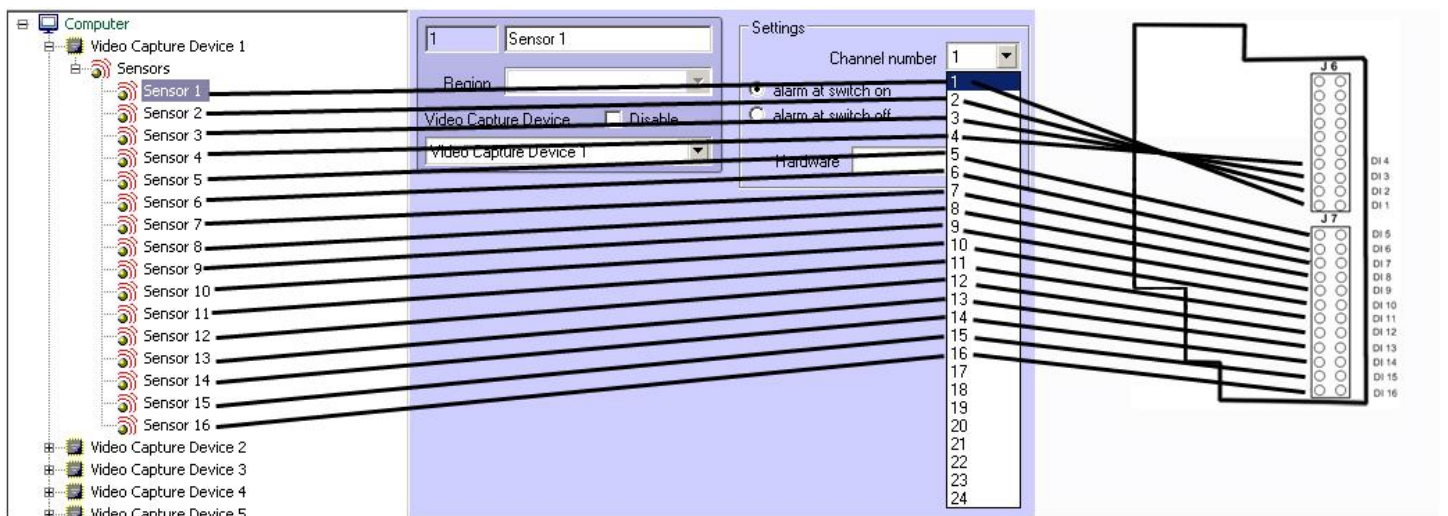 Computer
Video Capture Device 1
Sensors
Sensor 1
Sensor 2
Sensor 3
Sensor 4
Sensor 5
Sensor 6
Sensor 7
Sensor 8
Sensor 9
Sensor 10
Sensor 11
Sensor 12
Sensor 13
Sensor 14
Sensor 15
Sensor 16
Video Capture Device 2
Video Capture Device 3
Video Capture Device 4
Video Capture Device 5
1 Sensor 1
Region
Video Capture Device Disable
Video Capture Device 1
Settings
Channel number 1
alarm at switch on
alarm at switch off
Hardware
1
2
3
4
5
6
7
8
9
10
11
12
13
14
15
16
17
18
19
20
21
22
23
24
J 6
DI 4
DI 3
DI 2
DI 1
J 7
DI 5
DI 6
DI 7
DI 8
DI 9
DI 10
DI 11
DI 12
DI 13
DI 14
DI 15
DI 16